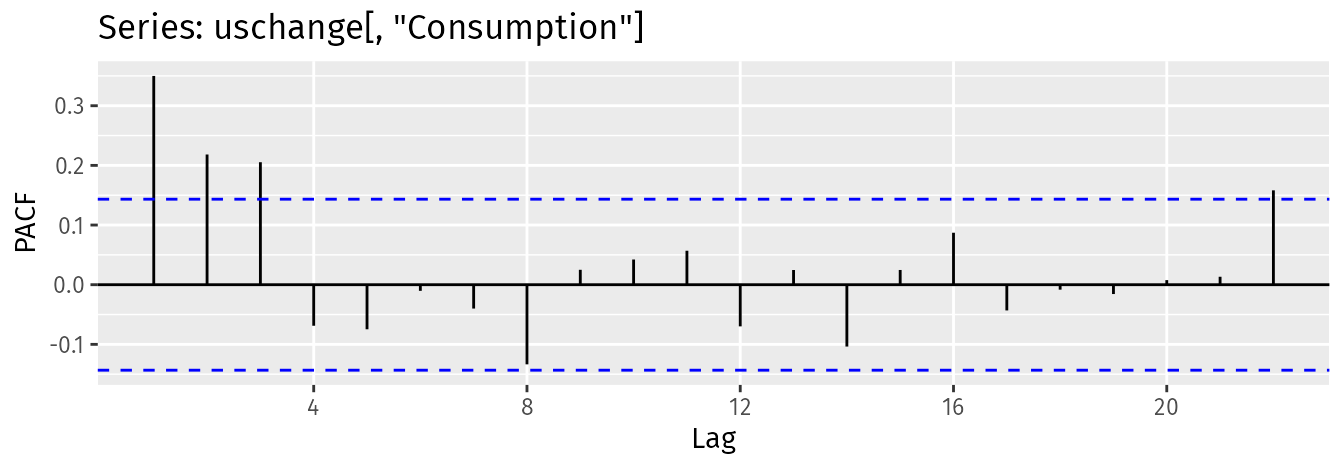 Series: uschange[, "Consumption"]
0.3
0.2
0.1
0.0
-0.1
PACF
4 8 12 16 20
Lag